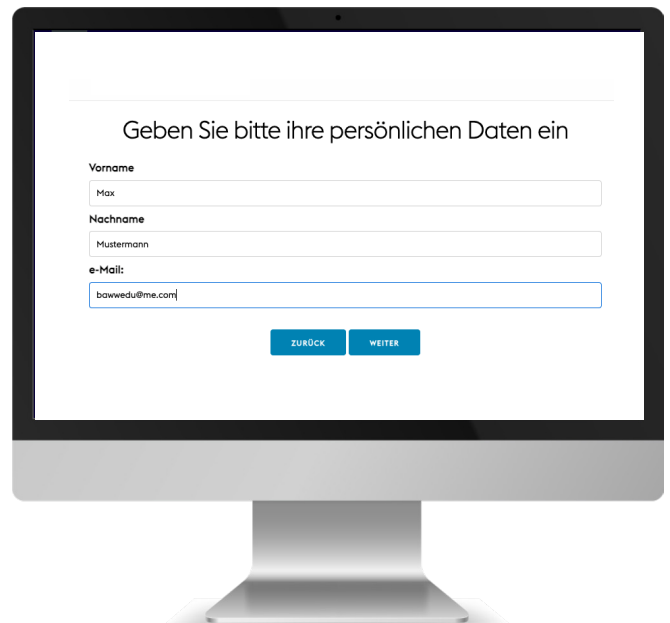 Geben Sie bitte ihre persönlichen Daten ein
Vorname
Max
Nachname
Mustermann
e-Mail:
bawwedu@me.com
ZURÜCK WEITER